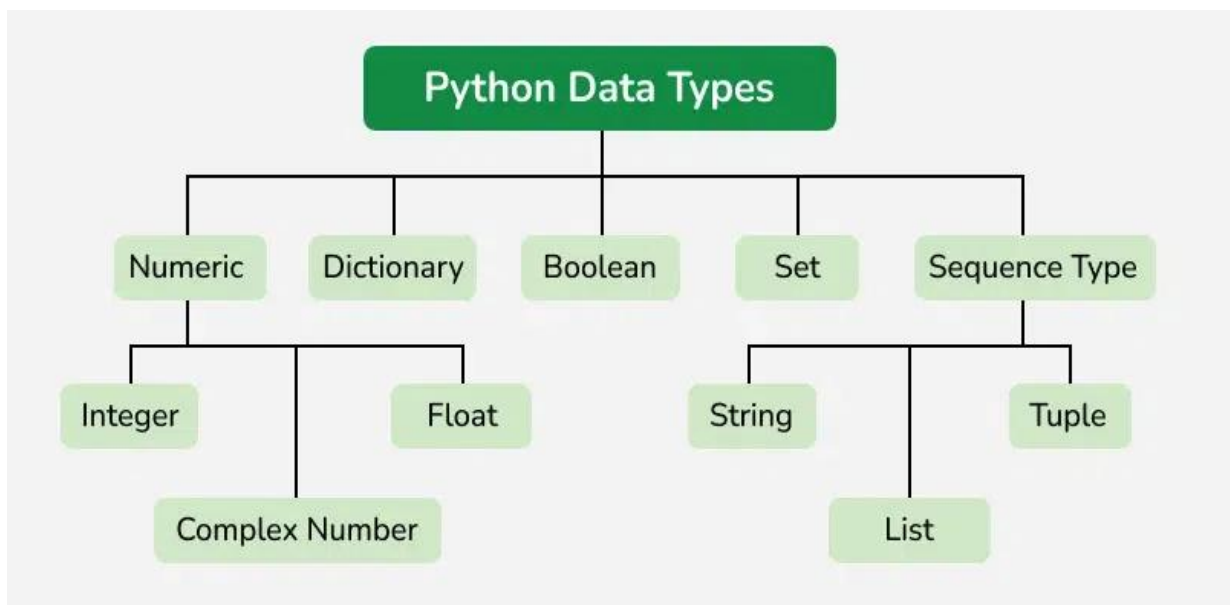 Python Data Types
Numeric
Dictionary
Boolean
Set
Sequence Type
Integer
Float
String
Tuple
Complex Number
List